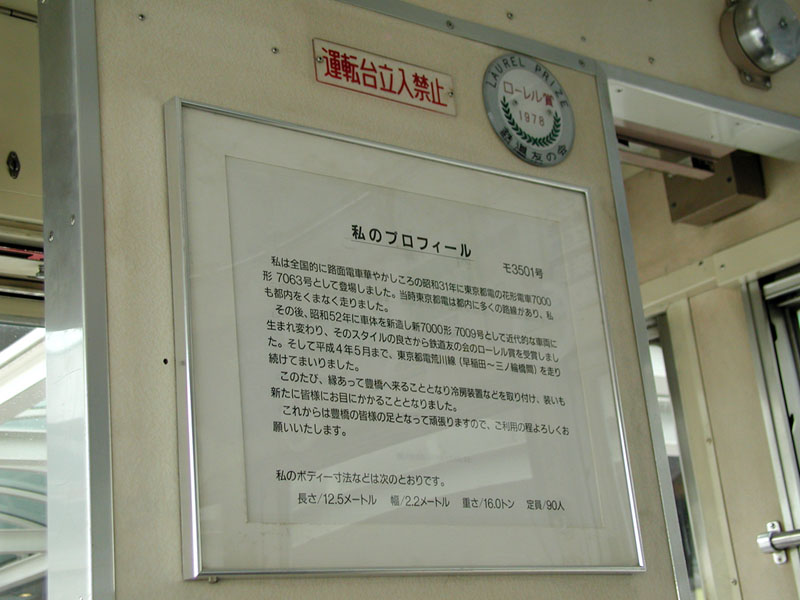 運転台立入禁止
LAUREL PRIZE
ローレル賞
1978
鉄道友の会
私のプロフィール
モ3501号
私は全国的に路面電車華やかしころの昭和31年に東京都電の花形電車7000
形 7063号として登場しました。当時東京都電は都内に多くの路線があり、私
も都内をくまなく走りました。
その後、昭和52年に車体を新造し新7000形 7009号として近代的な車両に
生まれ変わり、そのスタイルの良さから鉄道友の会のローレル賞を受賞しまし
た。そして平成4年5月まで、東京都電荒川線（早稲田〜三ノ輪橋間）を走り
続けてまいりました。
このたび、縁あって豊橋へ来ることとなり冷房装置などを取り付け、装いも
新たに皆様にお目にかかることとなりました。
これからは豊橋の皆様の足となって頑張りますので、ご利用の程よろしくお
願いいたします。
私のボディー寸法などは次のとおりです。
長さ/12.5メートル 幅/2.2メートル 重さ/16.0トン 定員/90人